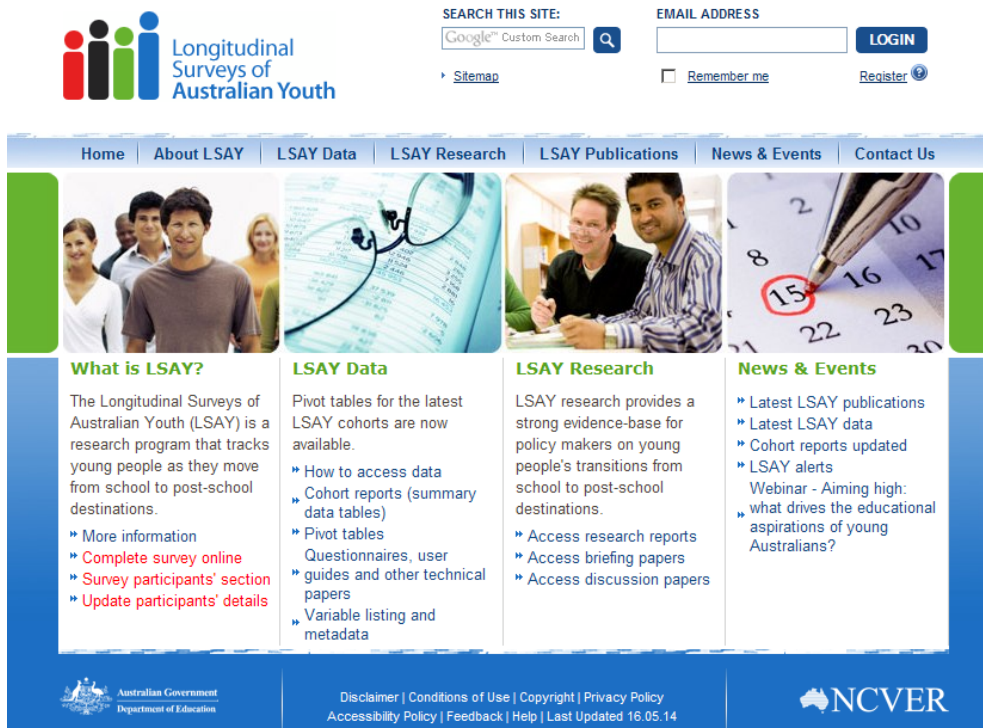 SEARCH THIS SITE:
EMAIL ADDRESS
Google™ Custom Search
LOGIN
Sitemap
Remember me
Register
Longitudinal
Surveys of
Australian Youth
Home
About LSAY
LSAY Data
LSAY Research
LSAY Publications
News & Events
Contact Us
2
10
8
15
16
17
22
23
What is LSAY?
The Longitudinal Surveys of
Australian Youth (LSAY) is a
research program that tracks
young people as they move
from school to post-school
destinations.
More information
Complete survey online
Survey participants' section
Update participants' details
LSAY Data
Pivot tables for the latest
LSAY cohorts are now
available.
How to access data
Cohort reports (summary
data tables)
Pivot tables
Questionnaires, user
guides and other technical
papers
Variable listing and
metadata
LSAY Research
LSAY research provides a
strong evidence-base for
policy makers on young
people's transitions from
school to post-school
destinations.
Access research reports
Access briefing papers
Access discussion papers
News & Events
Latest LSAY publications
Latest LSAY data
Cohort reports updated
LSAY alerts
Webinar - Aiming high:
what drives the educational
aspirations of young
Australians?
Australian Government
Department of Education
Disclaimer | Conditions of Use | Copyright | Privacy Policy
Accessibility Policy | Feedback | Help | Last Updated 16.05.14
NCVER